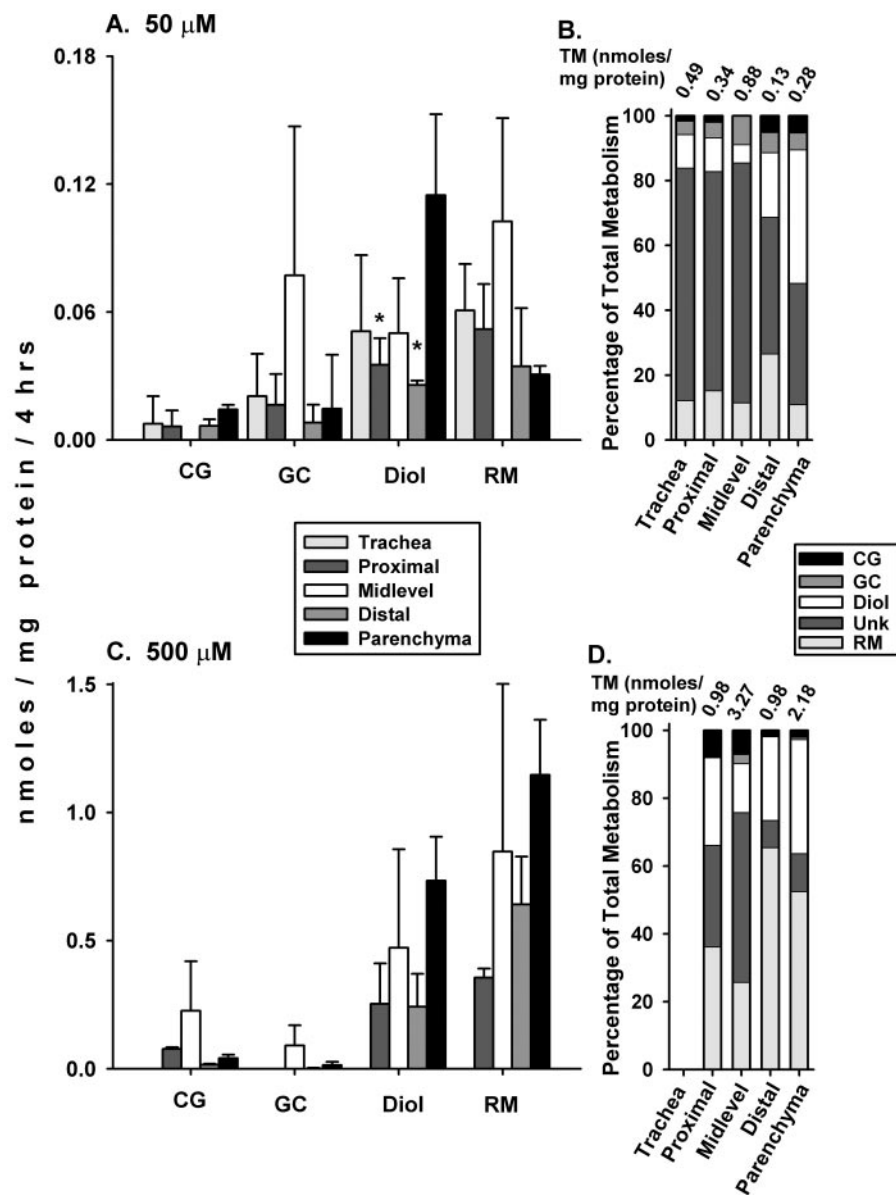 A. 50 μM
0.18
0.12
0.06
0.00
*
*
CG GC Diol RM
B.
TM (nmoles/
mg protein)
0.49 0.34 0.88 0.13 0.28
100
80
60
40
20
0
Percentage of Total Metabolism
Trachea Proximal Midlevel Distal Parenchyma
nmoles / mg protein / 4 hrs
Trachea
Proximal
Midlevel
Distal
Parenchyma
CG
GC
Diol
Unk
RM
C. 500 μM
1.5
1.0
0.5
0.0
CG GC Diol RM
D.
TM (nmoles/
mg protein)
0.98 3.27 0.98 2.18
100
80
60
40
20
0
Percentage of Total Metabolism
Trachea Proximal Midlevel Distal Parenchyma